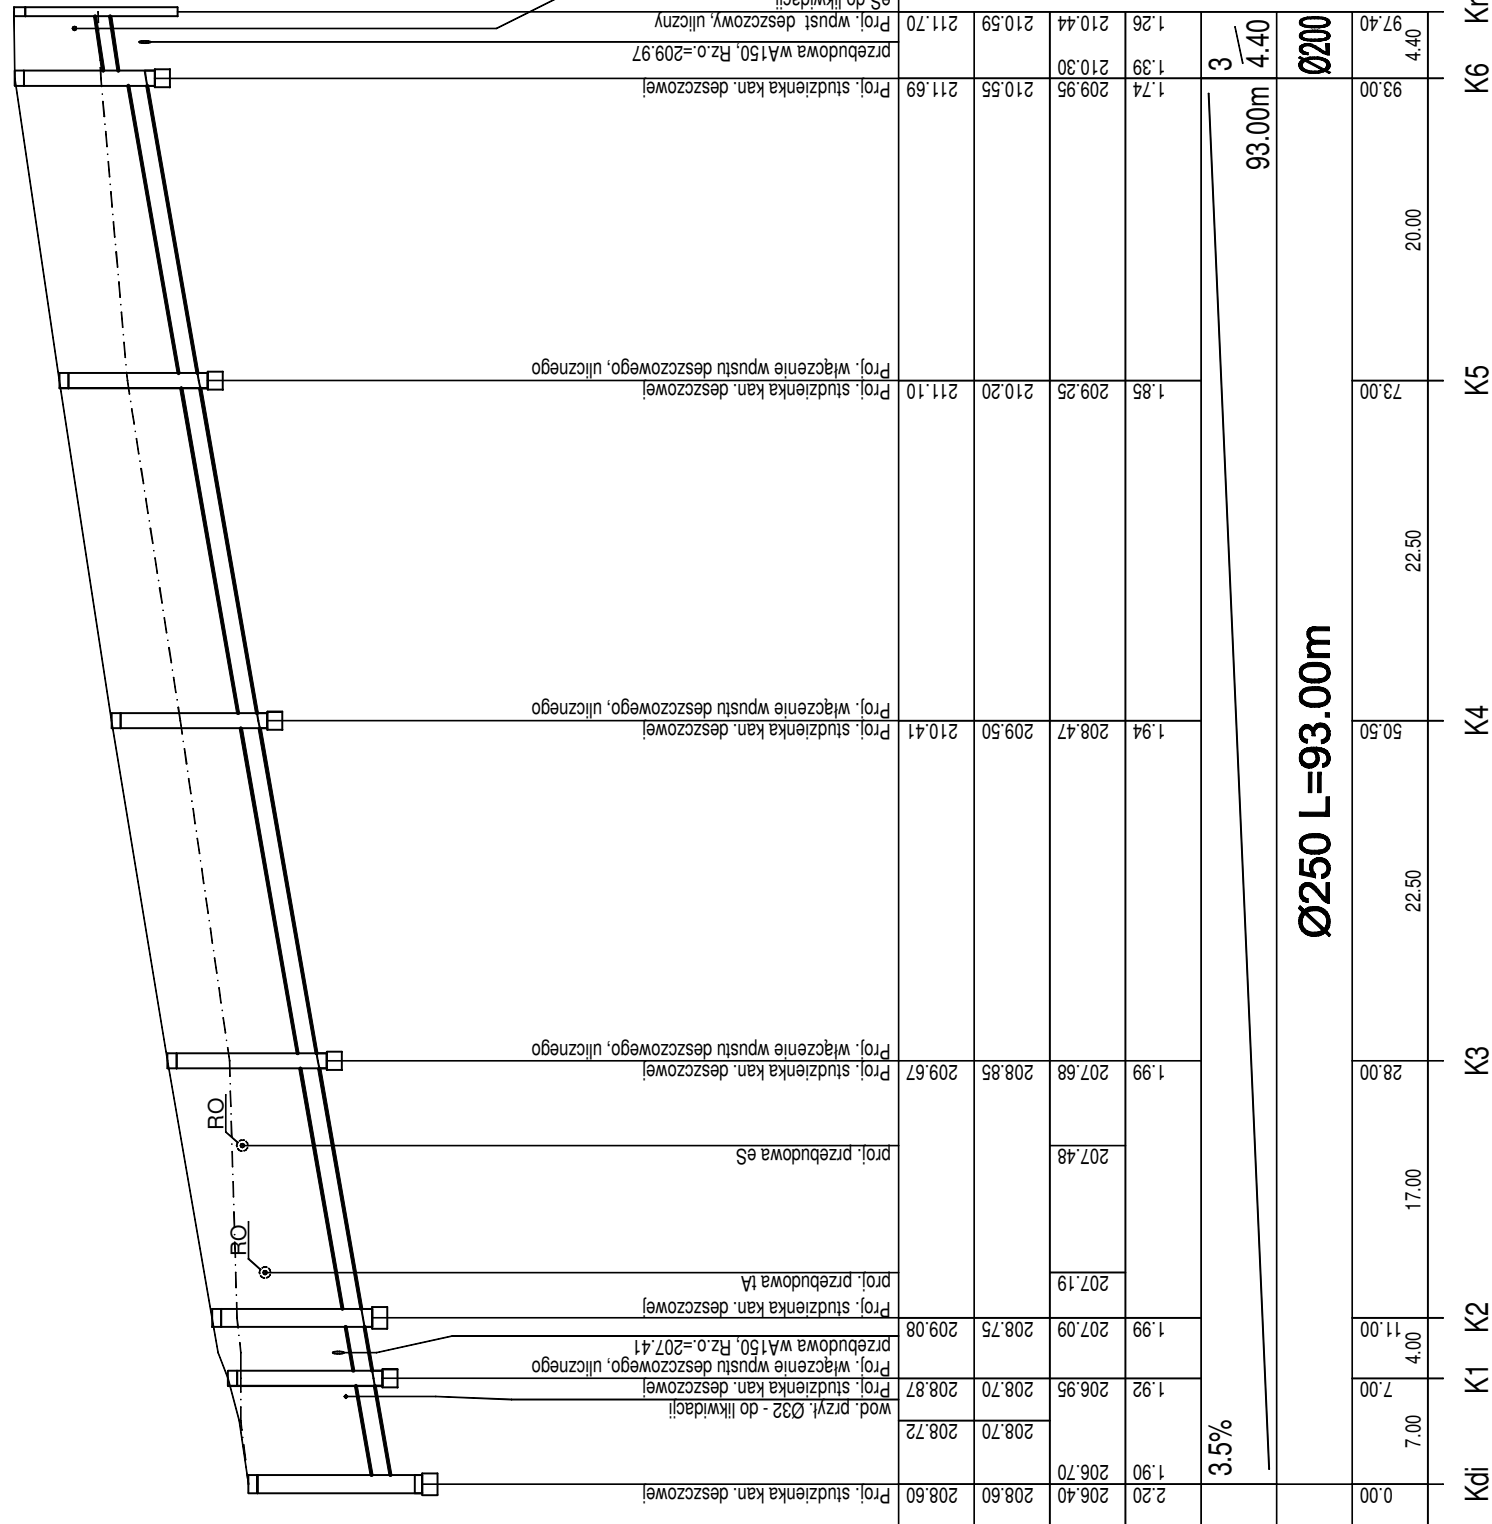 eS do likwidacji
Proj. wpust deszczowy, uliczny
211.70
210.59
210.44
1.26
3
4.40
Ø200
97.40
4.40
przebudowa wA150, Rz.o.=209.97
210.30
1.39
K6
Proj. studzienka kan. deszczowej
211.69
210.55
209.95
1.74
93.00m
93.00
20.00
Proj. włączenie wpustu deszczowego, ulicznego
Proj. studzienka kan. deszczowej
211.10
210.20
209.25
1.85
73.00
K5
22.50
Proj. włączenie wpustu deszczowego, ulicznego
Proj. studzienka kan. deszczowej
210.41
209.50
208.47
1.94
50.50
K4
Ø250 L=93.00m
22.50
Proj. włączenie wpustu deszczowego, ulicznego
Proj. studzienka kan. deszczowej
209.67
208.85
207.68
1.99
28.00
K3
RO
proj. przebudowa eS
207.48
17.00
RO
proj. przebudowa tA
207.19
Proj. studzienka kan. deszczowej
209.08
208.75
207.09
1.99
11.00
K2
przebudowa wA150, Rz.o.=207.41
4.00
Proj. włączenie wpustu deszczowego, ulicznego
Proj. studzienka kan. deszczowej
208.87
208.70
206.95
1.92
7.00
K1
wod. przył. Ø32 - do likwidacji
208.72
208.70
3.5%
7.00
206.70
1.90
Proj. studzienka kan. deszczowej
208.60
208.60
206.40
2.20
0.00
Kdi